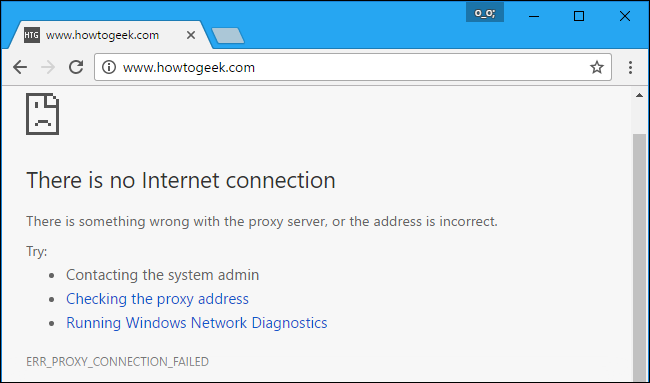 o_o;
HTG www.howtogeek.com
www.howtogeek.com
There is no Internet connection
There is something wrong with the proxy server, or the address is incorrect.
Try:
Contacting the system admin
Checking the proxy address
Running Windows Network Diagnostics
ERR_PROXY_CONNECTION_FAILED